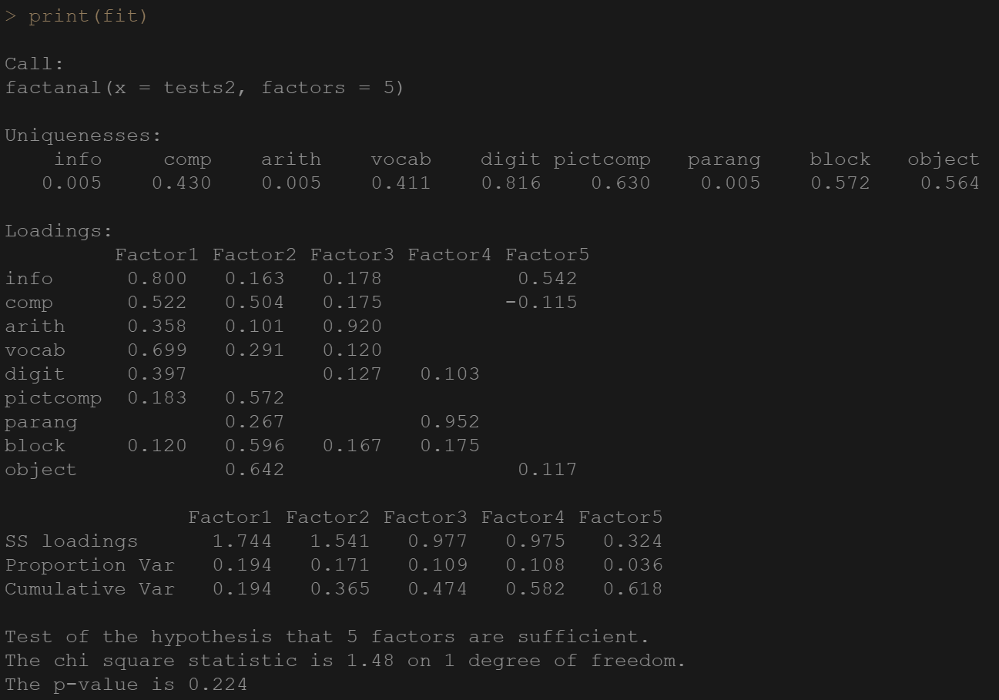 > print(fit)
Call:
factanal(x = tests2, factors = 5)
Uniquenesses:
    info     comp    arith    vocab    digit pictcomp   parang    block   object
   0.005    0.430    0.005    0.411    0.816    0.630    0.005    0.572    0.564
Loadings:
         Factor1 Factor2 Factor3 Factor4 Factor5
info      0.800   0.163   0.178           0.542
comp      0.522   0.504   0.175          -0.115
arith     0.358   0.101   0.920
vocab     0.699   0.291   0.120
digit     0.397           0.127   0.103
pictcomp  0.183   0.572
parang            0.267           0.952
block     0.120   0.596   0.167   0.175
object            0.642                   0.117
               Factor1 Factor2 Factor3 Factor4 Factor5
SS loadings      1.744   1.541   0.977   0.975   0.324
Proportion Var   0.194   0.171   0.109   0.108   0.036
Cumulative Var   0.194   0.365   0.474   0.582   0.618
Test of the hypothesis that 5 factors are sufficient.
The chi square statistic is 1.48 on 1 degree of freedom.
The p-value is 0.224